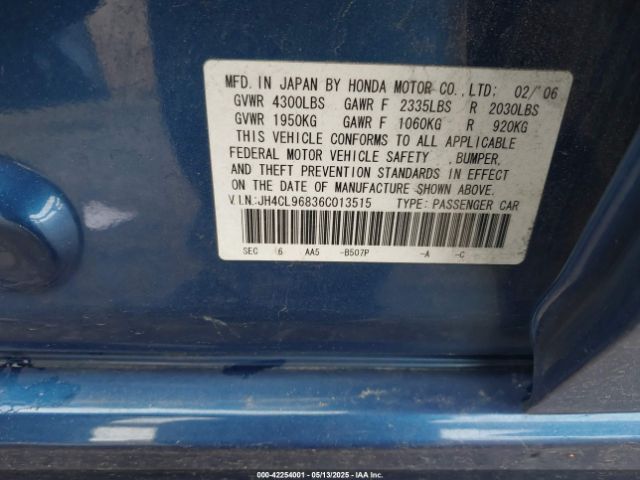 MFD. IN JAPAN BY HONDA MOTOR CO., LTD: 02/'06
GVWR 4300LBS GAWR F 2335LBS R 2030LBS
GVWR 1950KG GAWR F 1060KG R 920KG
THIS VEHICLE CONFORMS TO ALL APPLICABLE
FEDERAL MOTOR VEHICLE SAFETY , BUMPER,
AND THEFT PREVENTION STANDARDS IN EFFECT
ON THE DATE OF MANUFACTURE SHOWN ABOVE.
V.I.N:JH4CL96836C013515 TYPE: PASSENGER CAR
SEC 6 AA5 -B507P -A -C
000-42254001 - 05/13/2025 - IAA Inc.